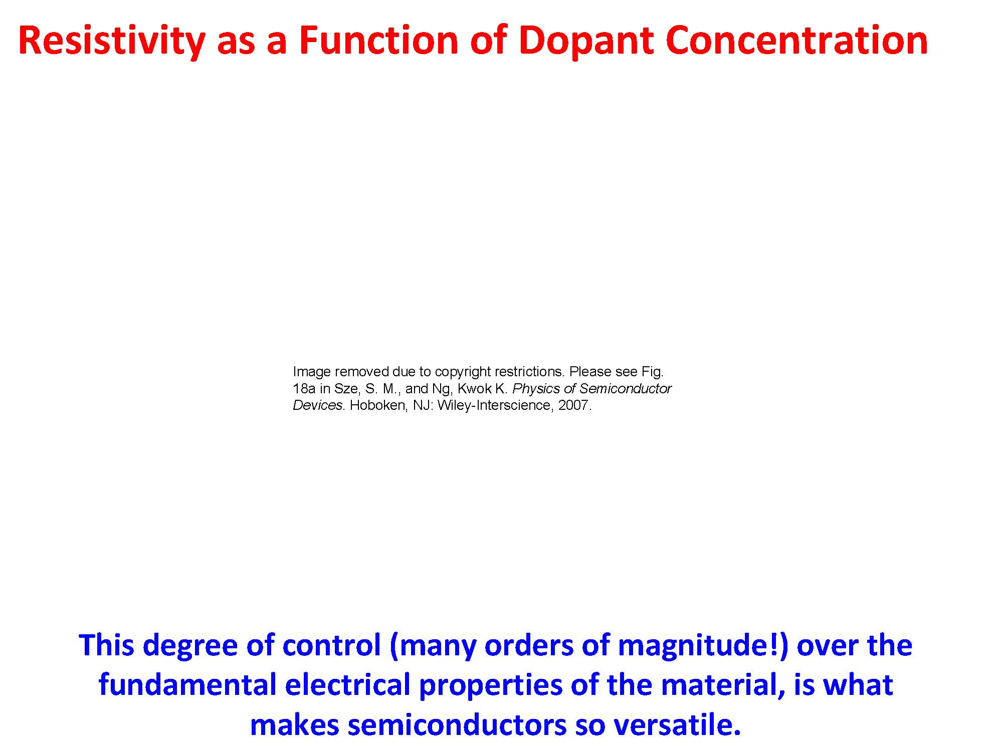 Resistivity as a Function of Dopant Concentration
Image removed due to copyright restrictions. Please see Fig.
18a in Sze, S. M., and Ng, Kwok K. Physics of Semiconductor
Devices. Hoboken, NJ: Wiley-Interscience, 2007.
This degree of control (many orders of magnitude!) over the
fundamental electrical properties of the material, is what
makes semiconductors so versatile.